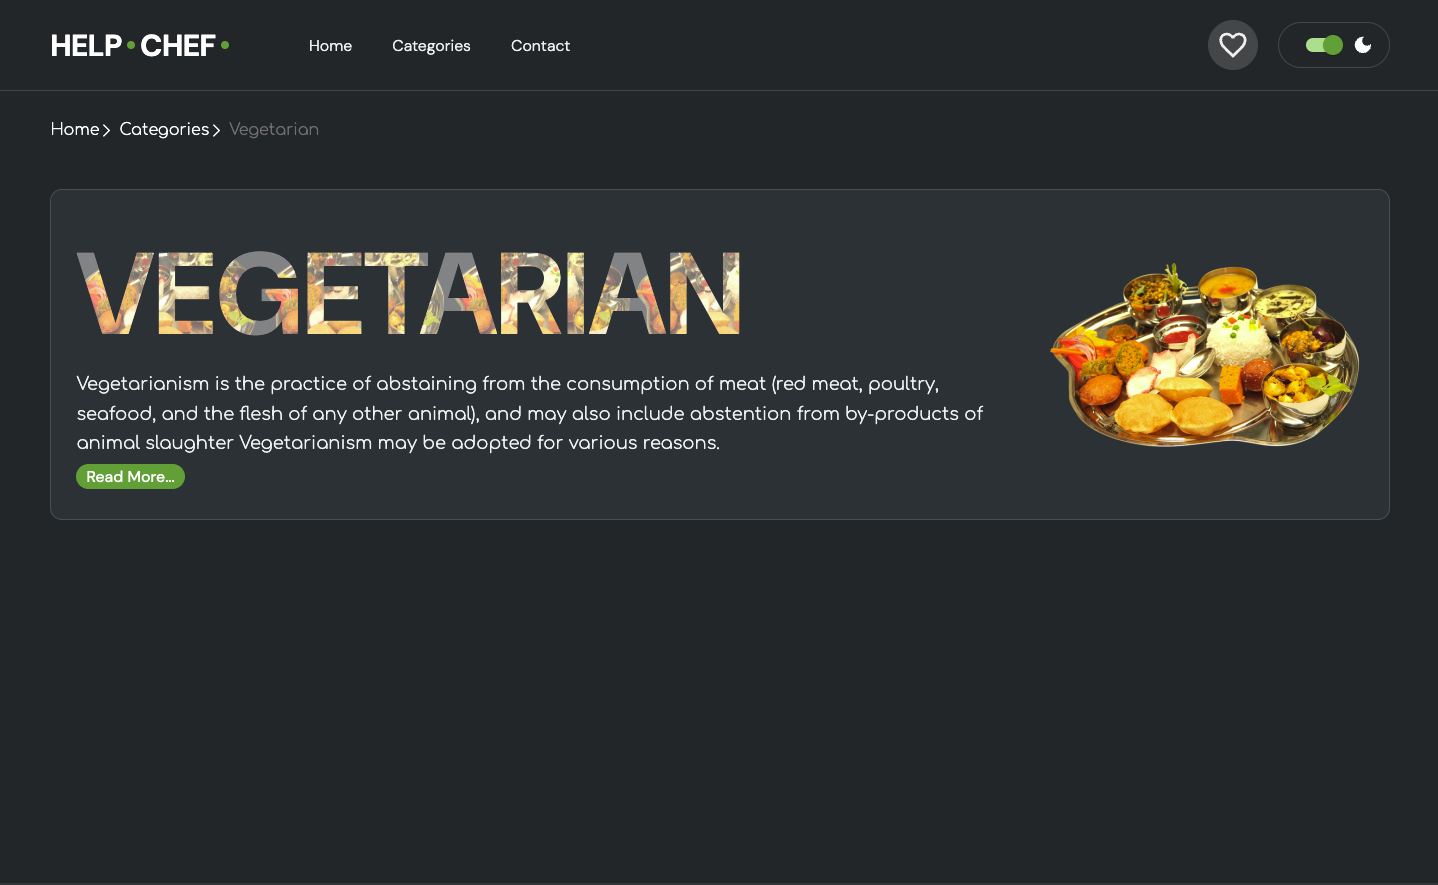 HELP • CHEF •
Home
Categories
Contact
Home > Categories > Vegetarian
VEGETARIAN
Vegetarianism is the practice of abstaining from the consumption of meat (red meat, poultry,
seafood, and the flesh of any other animal), and may also include abstention from by-products of
animal slaughter Vegetarianism may be adopted for various reasons.
Read More...